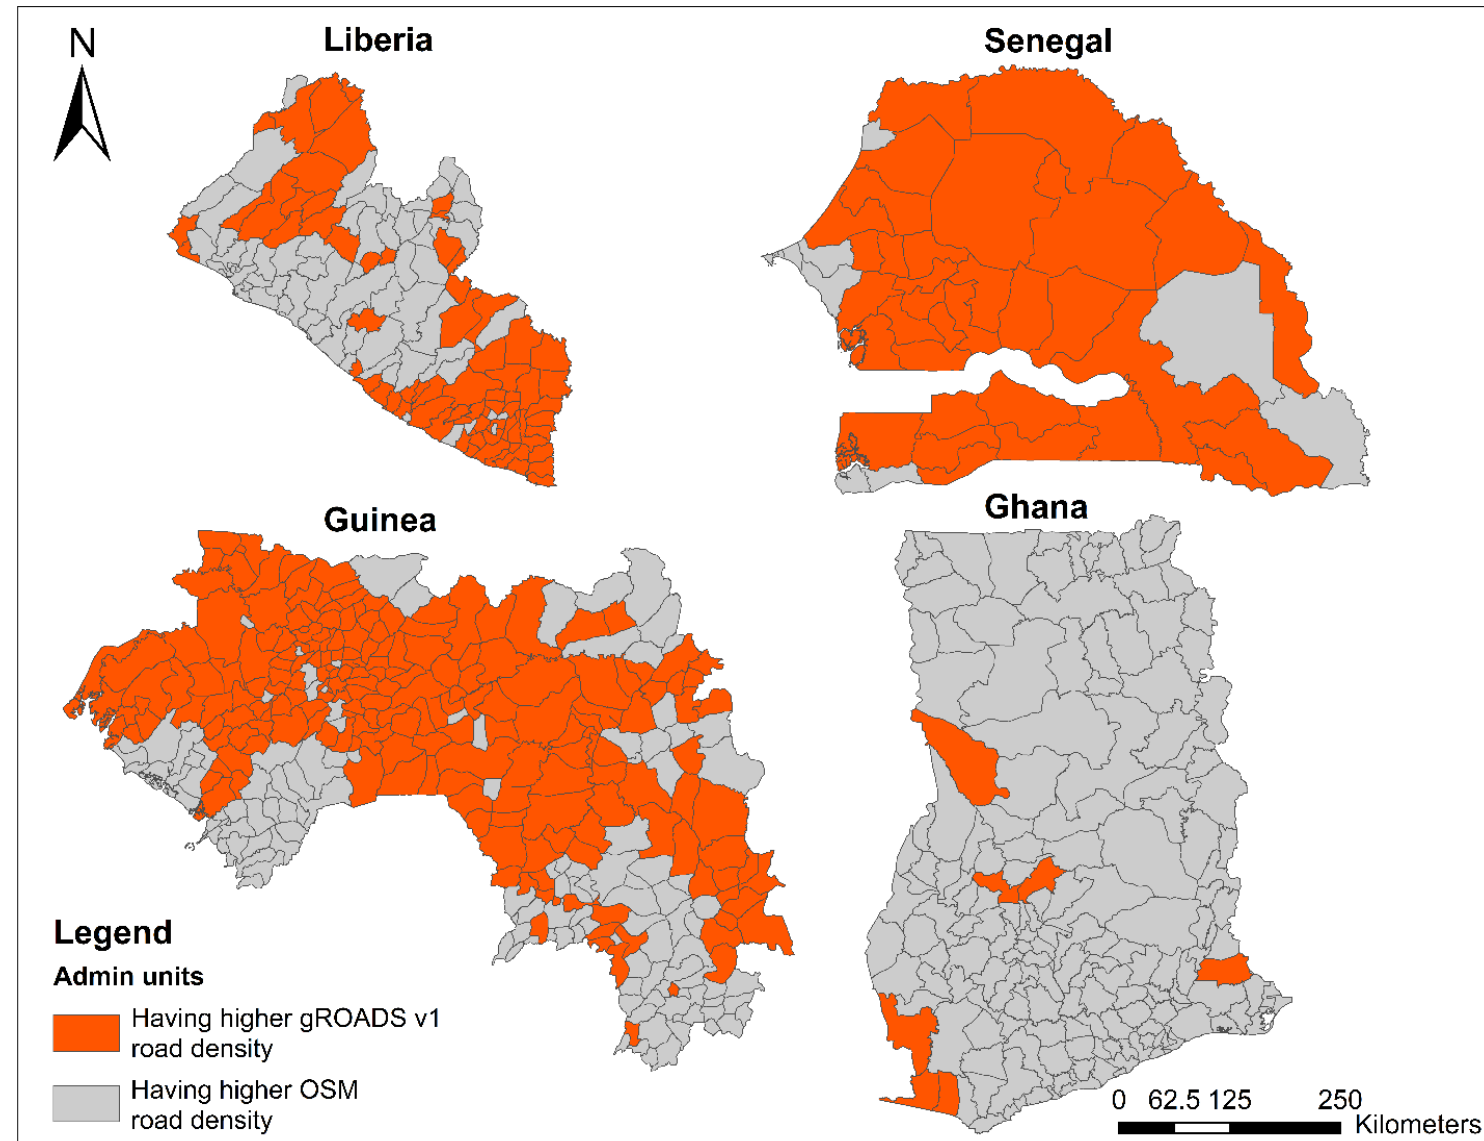 N
Liberia
Senegal
Guinea
Ghana
Legend
Admin units
Having higher gROADS v1
road density
Having higher OSM
road density
0 62.5 125 250
Kilometers